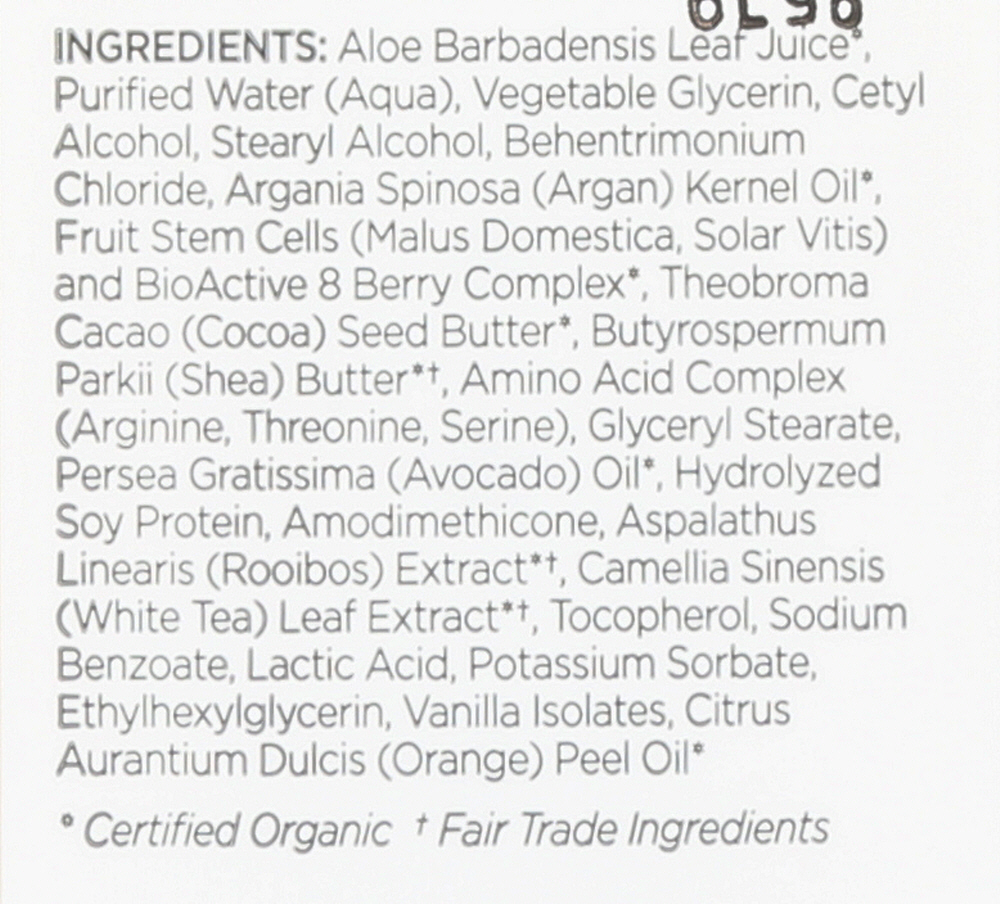 INGREDIENTS: Aloe Barbadensis Leaf Juice*,
Purified Water (Aqua), Vegetable Glycerin, Cetyl
Alcohol, Stearyl Alcohol, Behentrimonium
Chloride, Argania Spinosa (Argan) Kernel Oil*,
Fruit Stem Cells (Malus Domestica, Solar Vitis)
and BioActive 8 Berry Complex*, Theobroma
Cacao (Cocoa) Seed Butter*, Butyrospermum
Parkii (Shea) Butter*†, Amino Acid Complex
(Arginine, Threonine, Serine), Glyceryl Stearate,
Persea Gratissima (Avocado) Oil*, Hydrolyzed
Soy Protein, Amodimethicone, Aspalathus
Linearis (Rooibos) Extract*†, Camellia Sinensis
(White Tea) Leaf Extract*†, Tocopherol, Sodium
Benzoate, Lactic Acid, Potassium Sorbate,
Ethylhexylglycerin, Vanilla Isolates, Citrus
Aurantium Dulcis (Orange) Peel Oil*
* Certified Organic † Fair Trade Ingredients